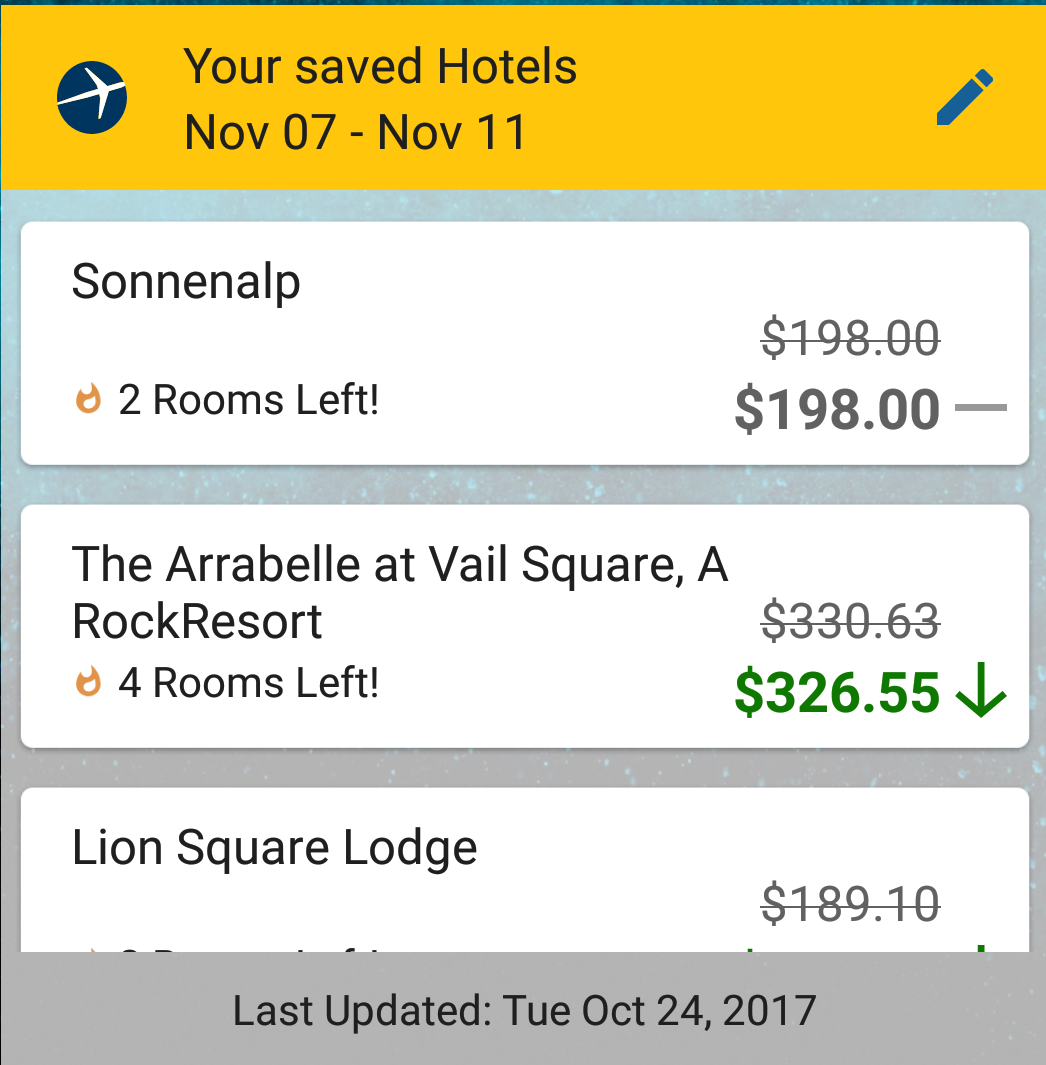 Your saved Hotels
Nov 07 - Nov 11
Sonnenalp
$198.00
2 Rooms Left!
$198.00
The Arrabelle at Vail Square, A
RockResort
$330.63
4 Rooms Left!
$326.55
Lion Square Lodge
$189.10
Last Updated: Tue Oct 24, 2017